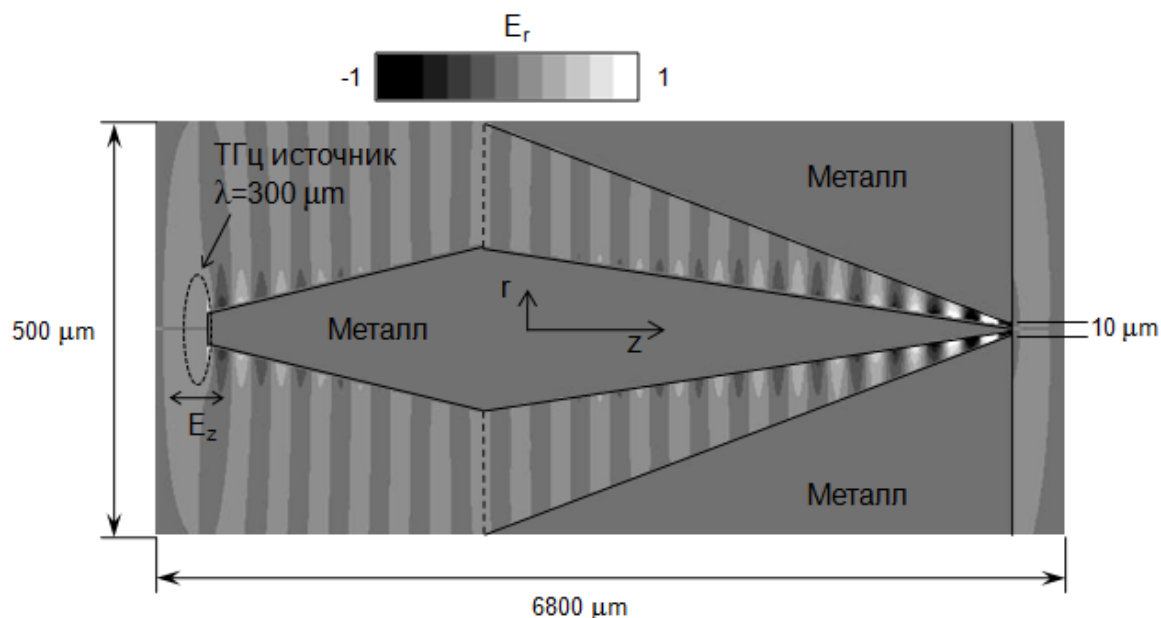 E_r
-1 1
ТГц источник
λ=300 μm
Металл
r
Металл
z
500 μm
10 μm
E_z
Металл
6800 μm